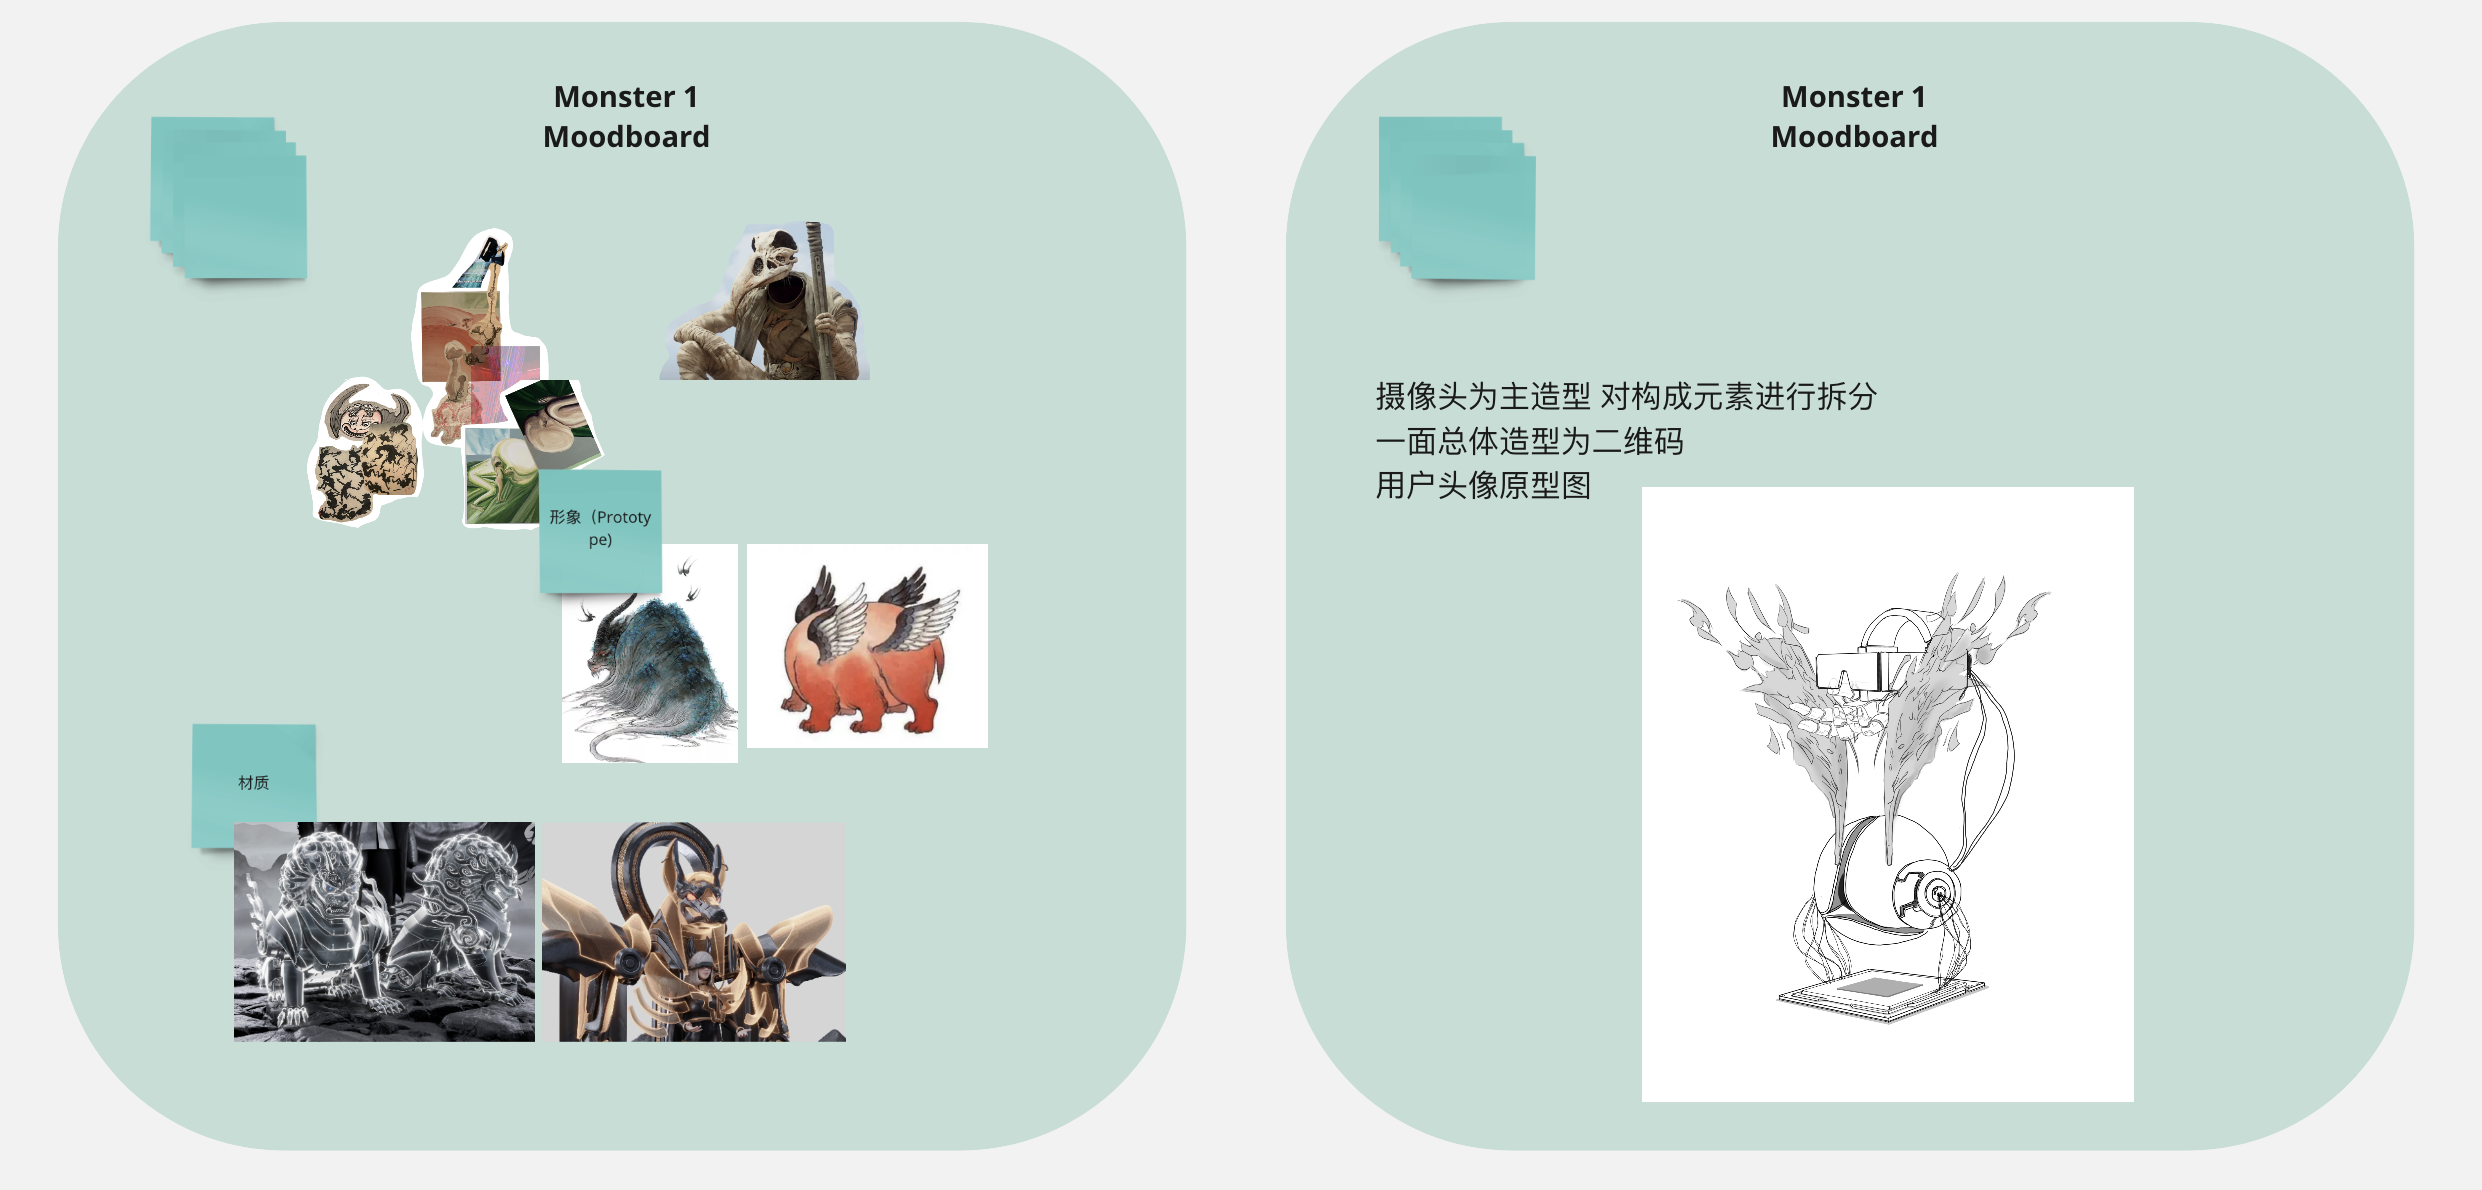 Monster 1
Moodboard
形象（Prototy
pe)
材质
Monster 1
Moodboard
摄像头为主造型 对构成元素进行拆分
一面总体造型为二维码
用户头像原型图